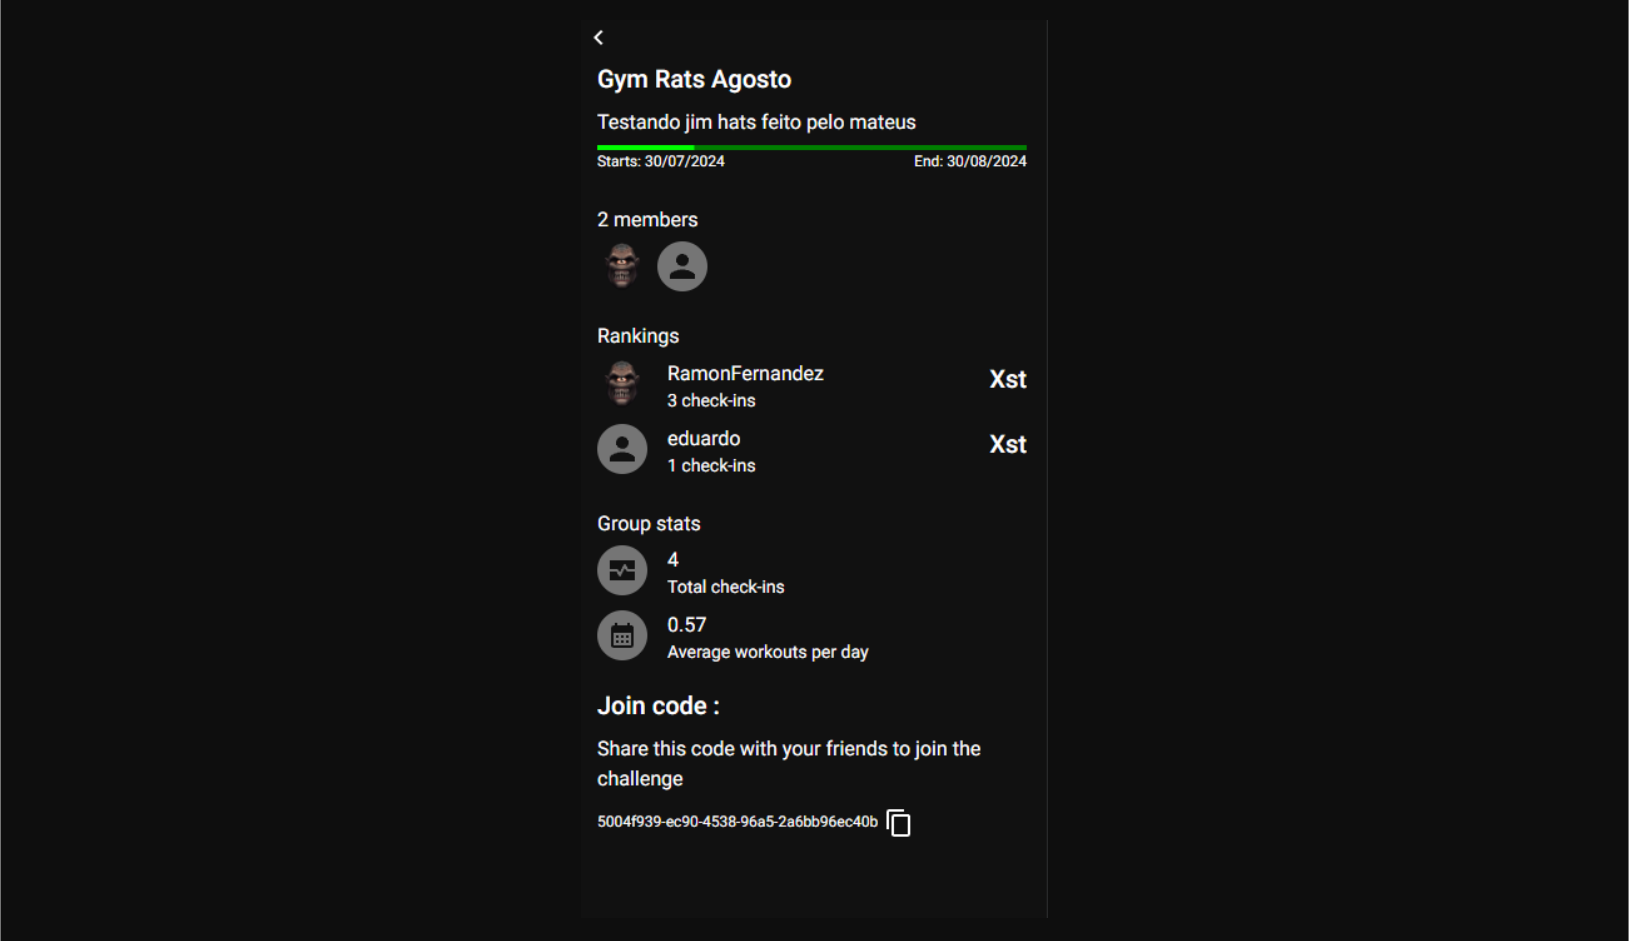 Gym Rats Agosto
Testando jim hats feito pelo mateus
Starts: 30/07/2024 End: 30/08/2024
2 members
Rankings
RamonFernandez
3 check-ins
Xst
eduardo
1 check-ins
Xst
Group stats
4
Total check-ins
0.57
Average workouts per day
Join code :
Share this code with your friends to join the
challenge
5004f939-ec90-4538-96a5-2a6bb96ec40b